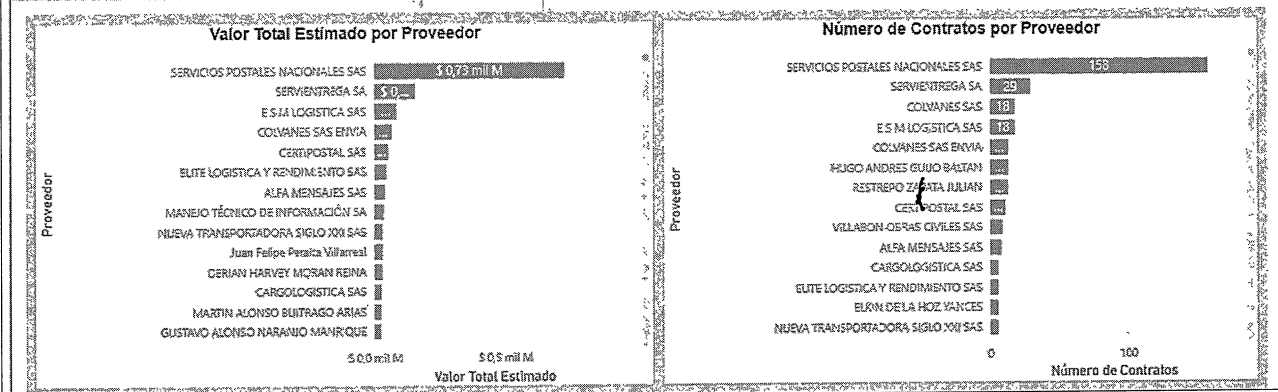 Valor Total Estimado por Proveedor
SERVICIOS POSTALES NACIONALES SAS
$ 0,73 mil M
SERVIENTREGA SA
$ 0...
E S M LOGISTICA SAS
...
COLVANES SAS ENVIA
...
CERTIPOSTAL SAS
...
ELITE LOGISTICA Y RENDIMIENTO SAS
ALFA MENSAJES SAS
MANEJO TÉCNICO DE INFORMACIÓN SA
NUEVA TRANSPORTADORA SIGLO XXI SAS
Juan Felipe Peralta Villarreal
DERIAN HARVEY MORAN REINA
CARGOLOGISTICA SAS
MARTIN ALONSO BUITRAGO ARIAS
GUSTAVO ALONSO NARANJO MANRIQUE
Proveedor
$ 0,0 mil M
$ 0,5 mil M
Valor Total Estimado
Número de Contratos por Proveedor
SERVICIOS POSTALES NACIONALES SAS
158
SERVIENTREGA SA
29
COLVANES SAS
18
E S M LOGISTICA SAS
18
COLVANES SAS ENVIA
...
HUGO ANDRES
...
RESTREPO ZAPATA JULIAN
...
CERTIPOSTAL SAS
...
VILLABON OBRAS CIVILES SAS
ALFA MENSAJES SAS
CARGOLOGISTICA SAS
ELITE LOGISTICA Y RENDIMIENTO SAS
DE LA HOZ YANCES
NUEVA TRANSPORTADORA SIGLO XXI SAS
Proveedor
0
100
Número de Contratos